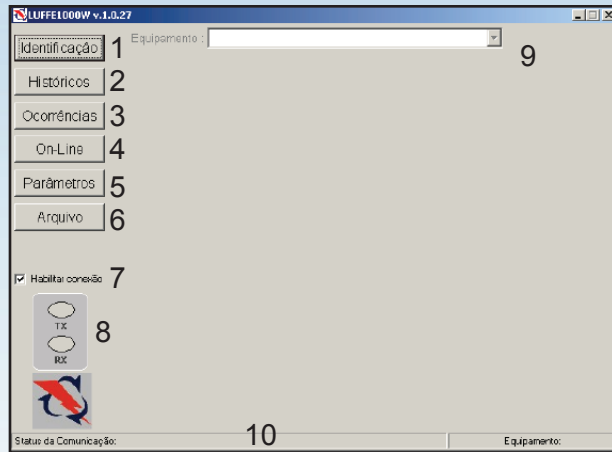 LUFFE1000W v.1.0.27
Equipamento :
9
Identificação 1
Históricos 2
Ocorrências 3
On-Line 4
Parâmetros 5
Arquivo 6
Habilitar conexão 7
TX
8
RX
10
Status da Comunicação: Equipamento: